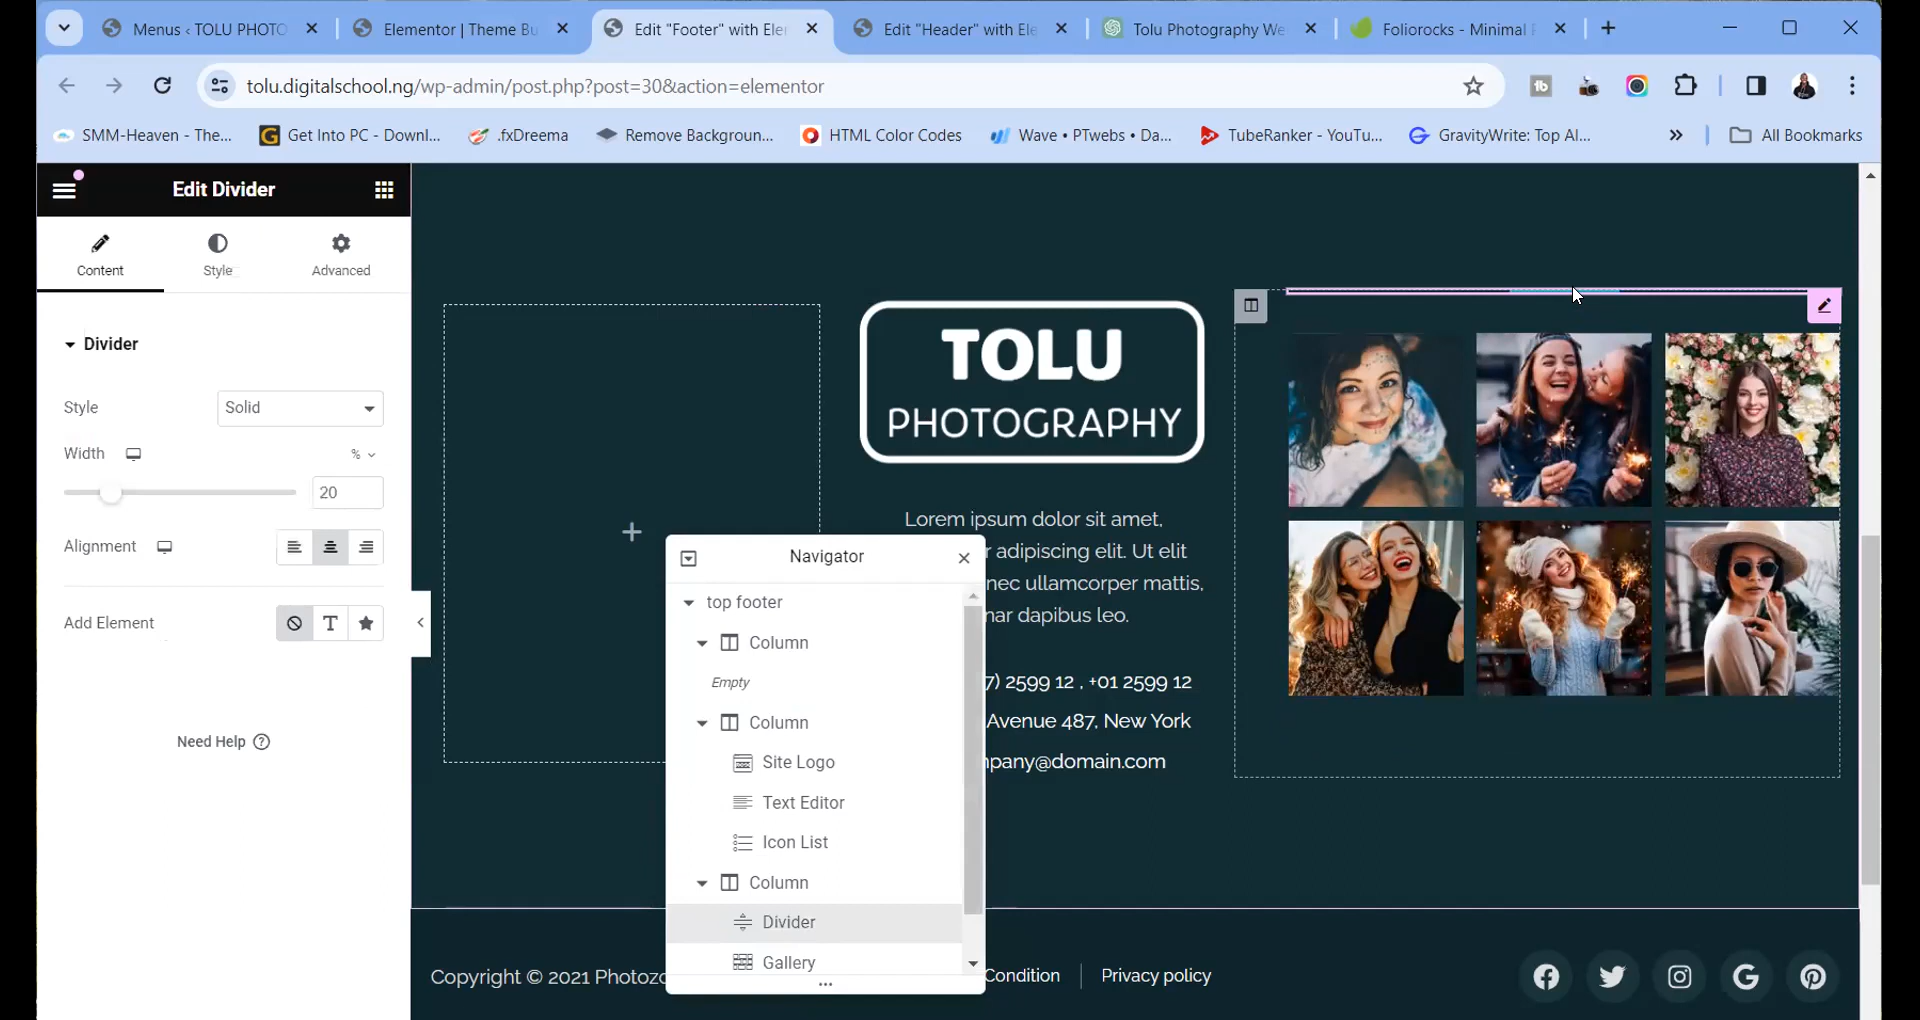 Menus ‹ TOLU PHOTO
Elementor | Theme Bu
Edit "Footer" with Ele
Edit "Header" with Ele
Tolu Photography We
Foliorocks - Minimal
tolu.digitalschool.ng/wp-admin/post.php?post=30&action=elementor
SMM-Heaven - The...
Get Into PC - Downl...
.fxDreema
Remove Backgroun...
HTML Color Codes
Wave • PTwebs • Da...
TubeRanker - YouTu...
GravityWrite: Top AI...
All Bookmarks
Edit Divider
Content
Style
Advanced
Divider
Style
Solid
Width
%
20
Alignment
Add Element
T
Need Help
TOLU
PHOTOGRAPHY
Lorem ipsum dolor sit amet,
adipiscing elit. Ut elit
nec ullamcorper mattis,
nar dapibus leo.
7) 2599 12 , +01 2599 12
Avenue 487, New York
npany@domain.com
Navigator
top footer
Column
Empty
Column
Site Logo
Text Editor
Icon List
Column
Divider
Gallery
Copyright © 2021 Photozo
Condition
Privacy policy